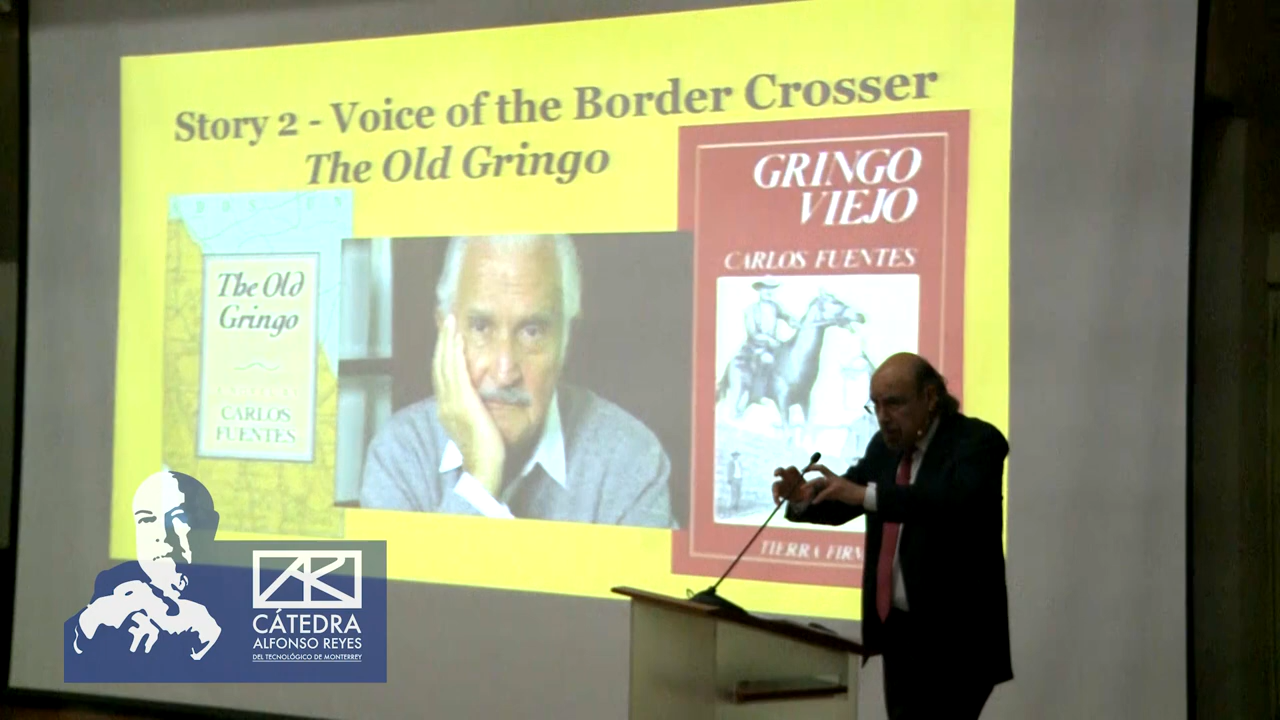 Story 2 - Voice of the Border Crosser
The Old Gringo
GRINGO
VIEJO
CARLOS FUENTES
The Old
Gringo
CARLOS
FUENTES
TIERRA FIRM
AR
CÁTEDRA
ALFONSO REYES
DEL TECNOLÓGICO DE MONTERREY